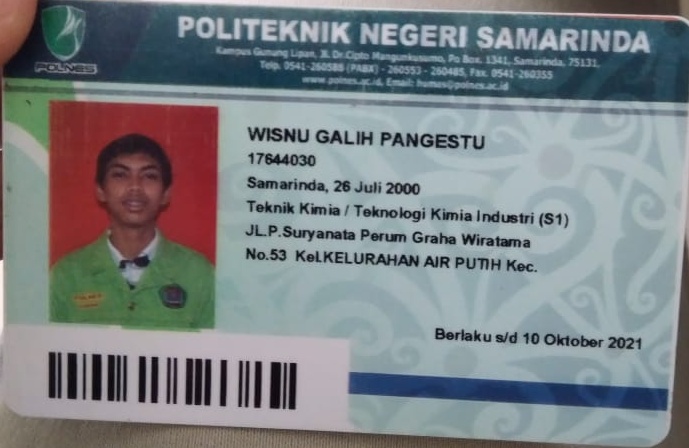 POLITEKNIK NEGERI SAMARINDA
Kampus Gunung Lipan, Jl. Dr.Cipto Mangunkusumo, Po Box. 1341, Samarinda, 75131.
Telp. 0541-260588 (PABX) - 260553 - 260485, Fax. 0541-260355
www.polnes.ac.id, Email: humas@polnes.ac.id
POLNES
WISNU GALIH PANGESTU
17644030
Samarinda, 26 Juli 2000
Teknik Kimia / Teknologi Kimia Industri (S1)
JL.P.Suryanata Perum Graha Wiratama
No.53 Kel.KELURAHAN AIR PUTIH Kec.
Berlaku s/d 10 Oktober 2021